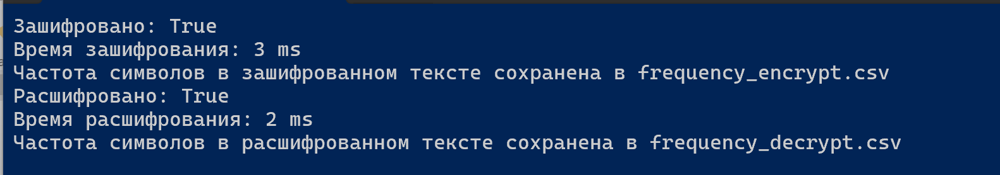 Зашифровано: True
Время зашифрования: 3 ms
Частота символов в зашифрованном тексте сохранена в frequency_encrypt.csv
Расшифровано: True
Время расшифрования: 2 ms
Частота символов в расшифрованном тексте сохранена в frequency_decrypt.csv